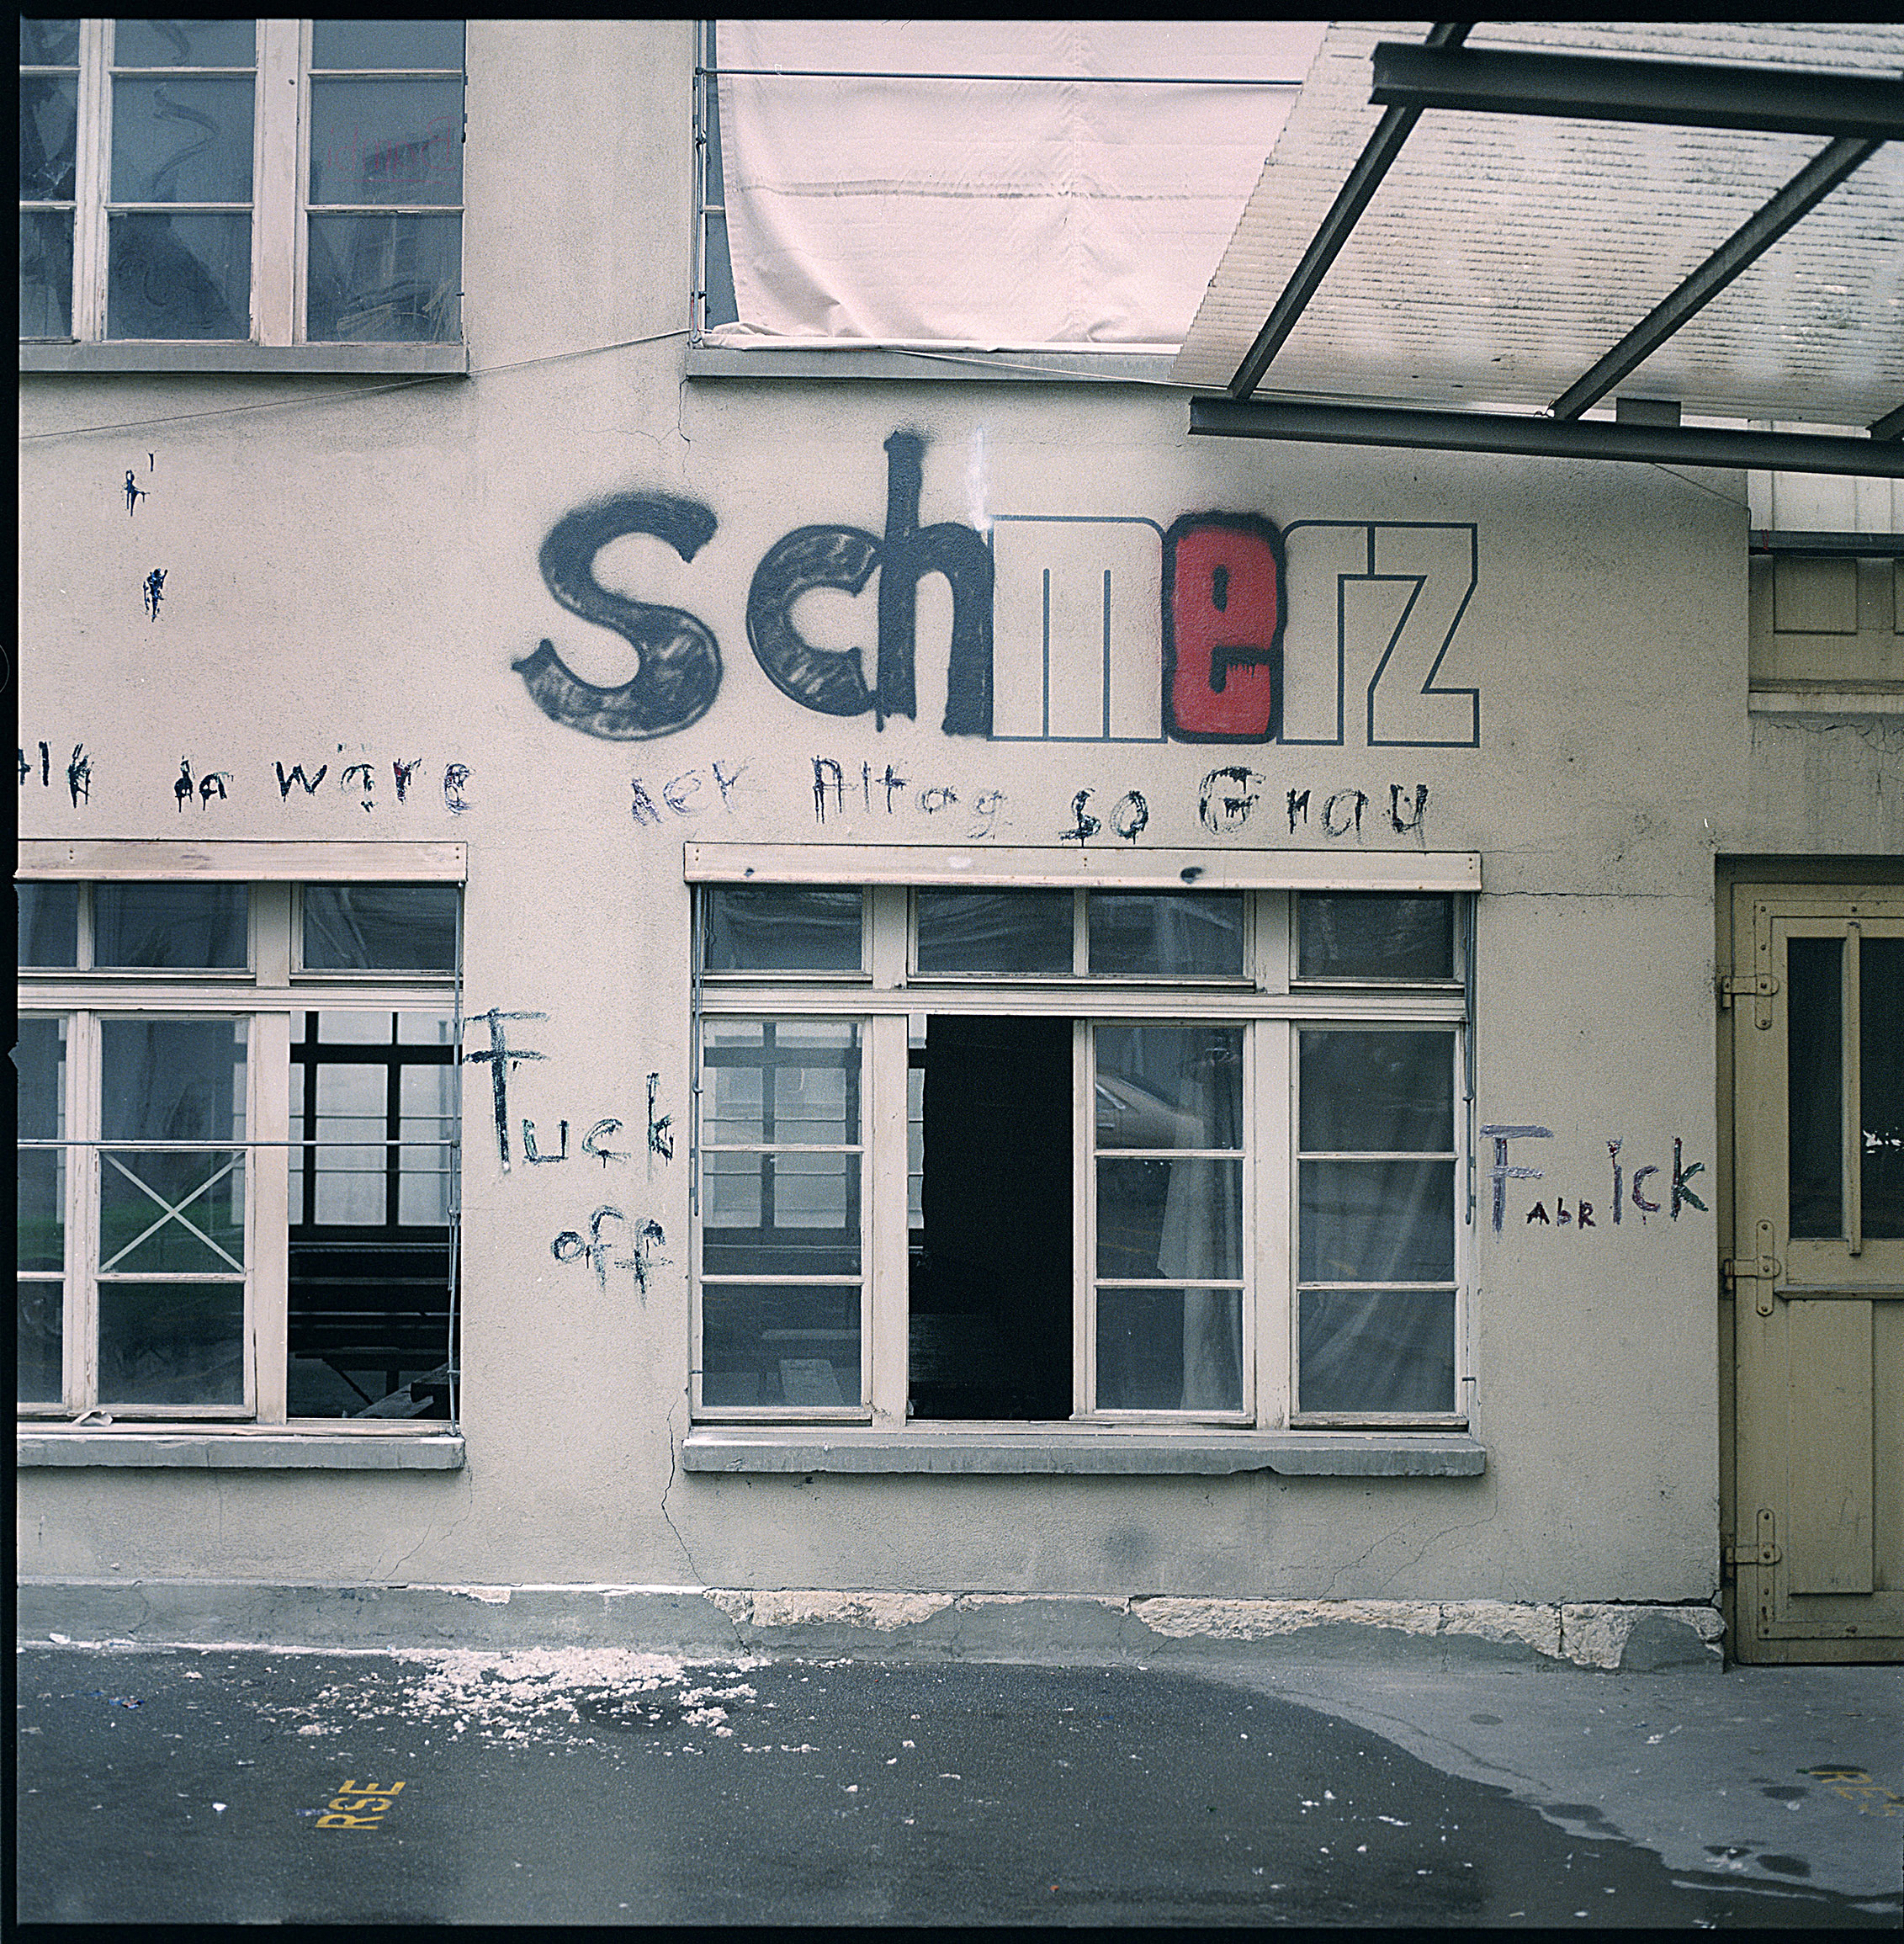 schmerz
da wäre der Altag so Grau
Fuck
off
FAbRIck
RSE